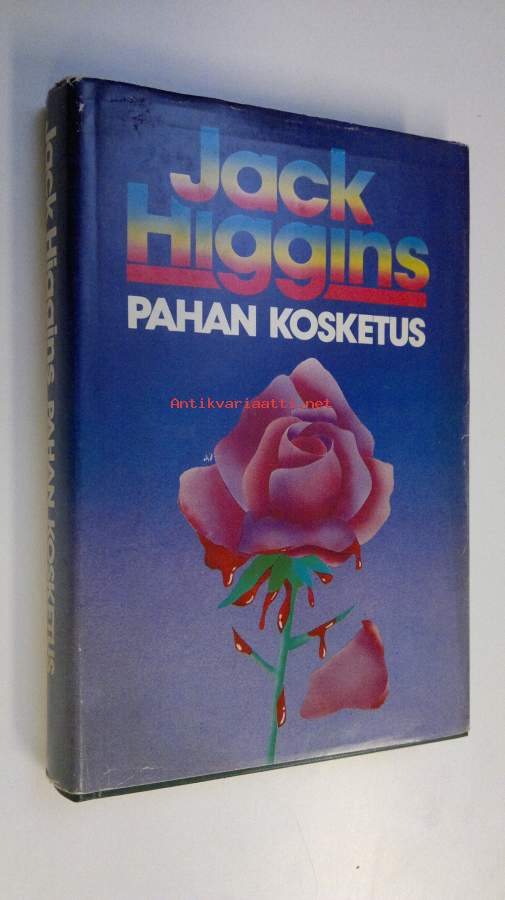 Jack
Higgins
PAHAN KOSKETUS
Antikvariaatti.net
Jack Higgins PAHAN KOSKETUS